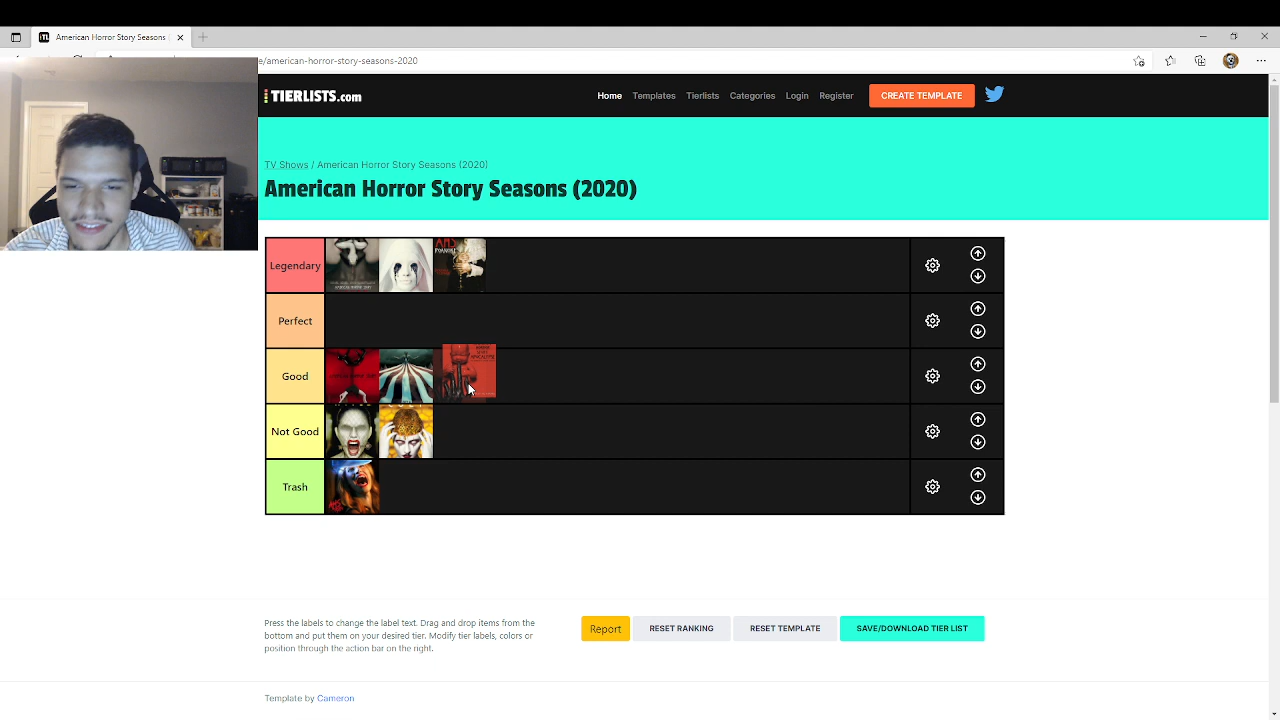 American Horror Story Seasons (
e/american-horror-story-seasons-2020
TIERLISTS.com
Home
Templates
Tierlists
Categories
Login
Register
CREATE TEMPLATE
TV Shows / American Horror Story Seasons (2020)
American Horror Story Seasons (2020)
Legendary
Perfect
Good
Not Good
Trash
Press the labels to change the label text. Drag and drop items from the
bottom and put them on your desired tier. Modify tier labels, colors or
position through the action bar on the right.
Report
RESET RANKING
RESET TEMPLATE
SAVE/DOWNLOAD TIER LIST
Template by Cameron